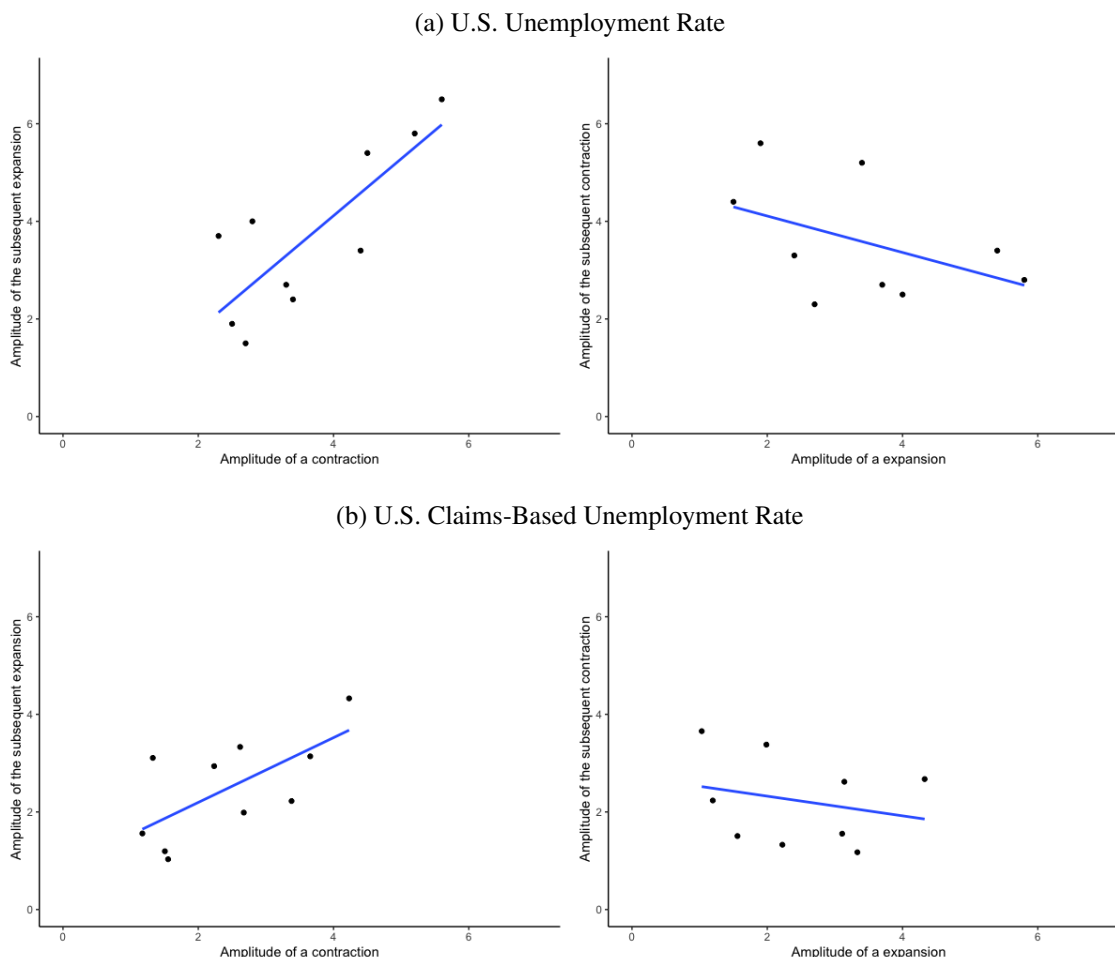 (a) U.S. Unemployment Rate
Amplitude of the subsequent expansion
6
4
2
0
0 2 4 6
Amplitude of a contraction
Amplitude of the subsequent contraction
6
4
2
0
0 2 4 6
Amplitude of a expansion
(b) U.S. Claims-Based Unemployment Rate
Amplitude of the subsequent expansion
6
4
2
0
0 2 4 6
Amplitude of a contraction
Amplitude of the subsequent contraction
6
4
2
0
0 2 4 6
Amplitude of a expansion